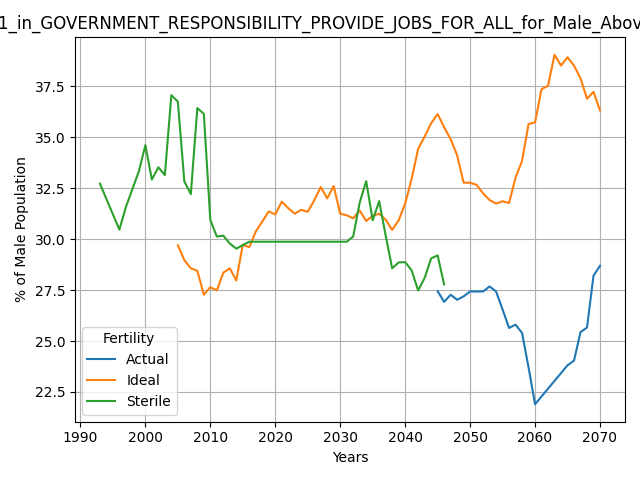 1_in_GOVERNMENT_RESPONSIBILITY_PROVIDE_JOBS_FOR_ALL_for_Male_Abov
37.5
35.0
32.5
30.0
27.5
25.0
22.5
% of Male Population
Fertility
Actual
Ideal
Sterile
1990 2000 2010 2020 2030 2040 2050 2060 2070
Years